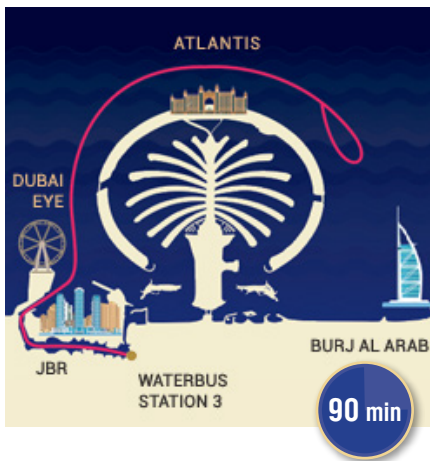 ATLANTIS
DUBAI
EYE
BURJ AL ARAB
JBR
WATERBUS
STATION 3
90 min